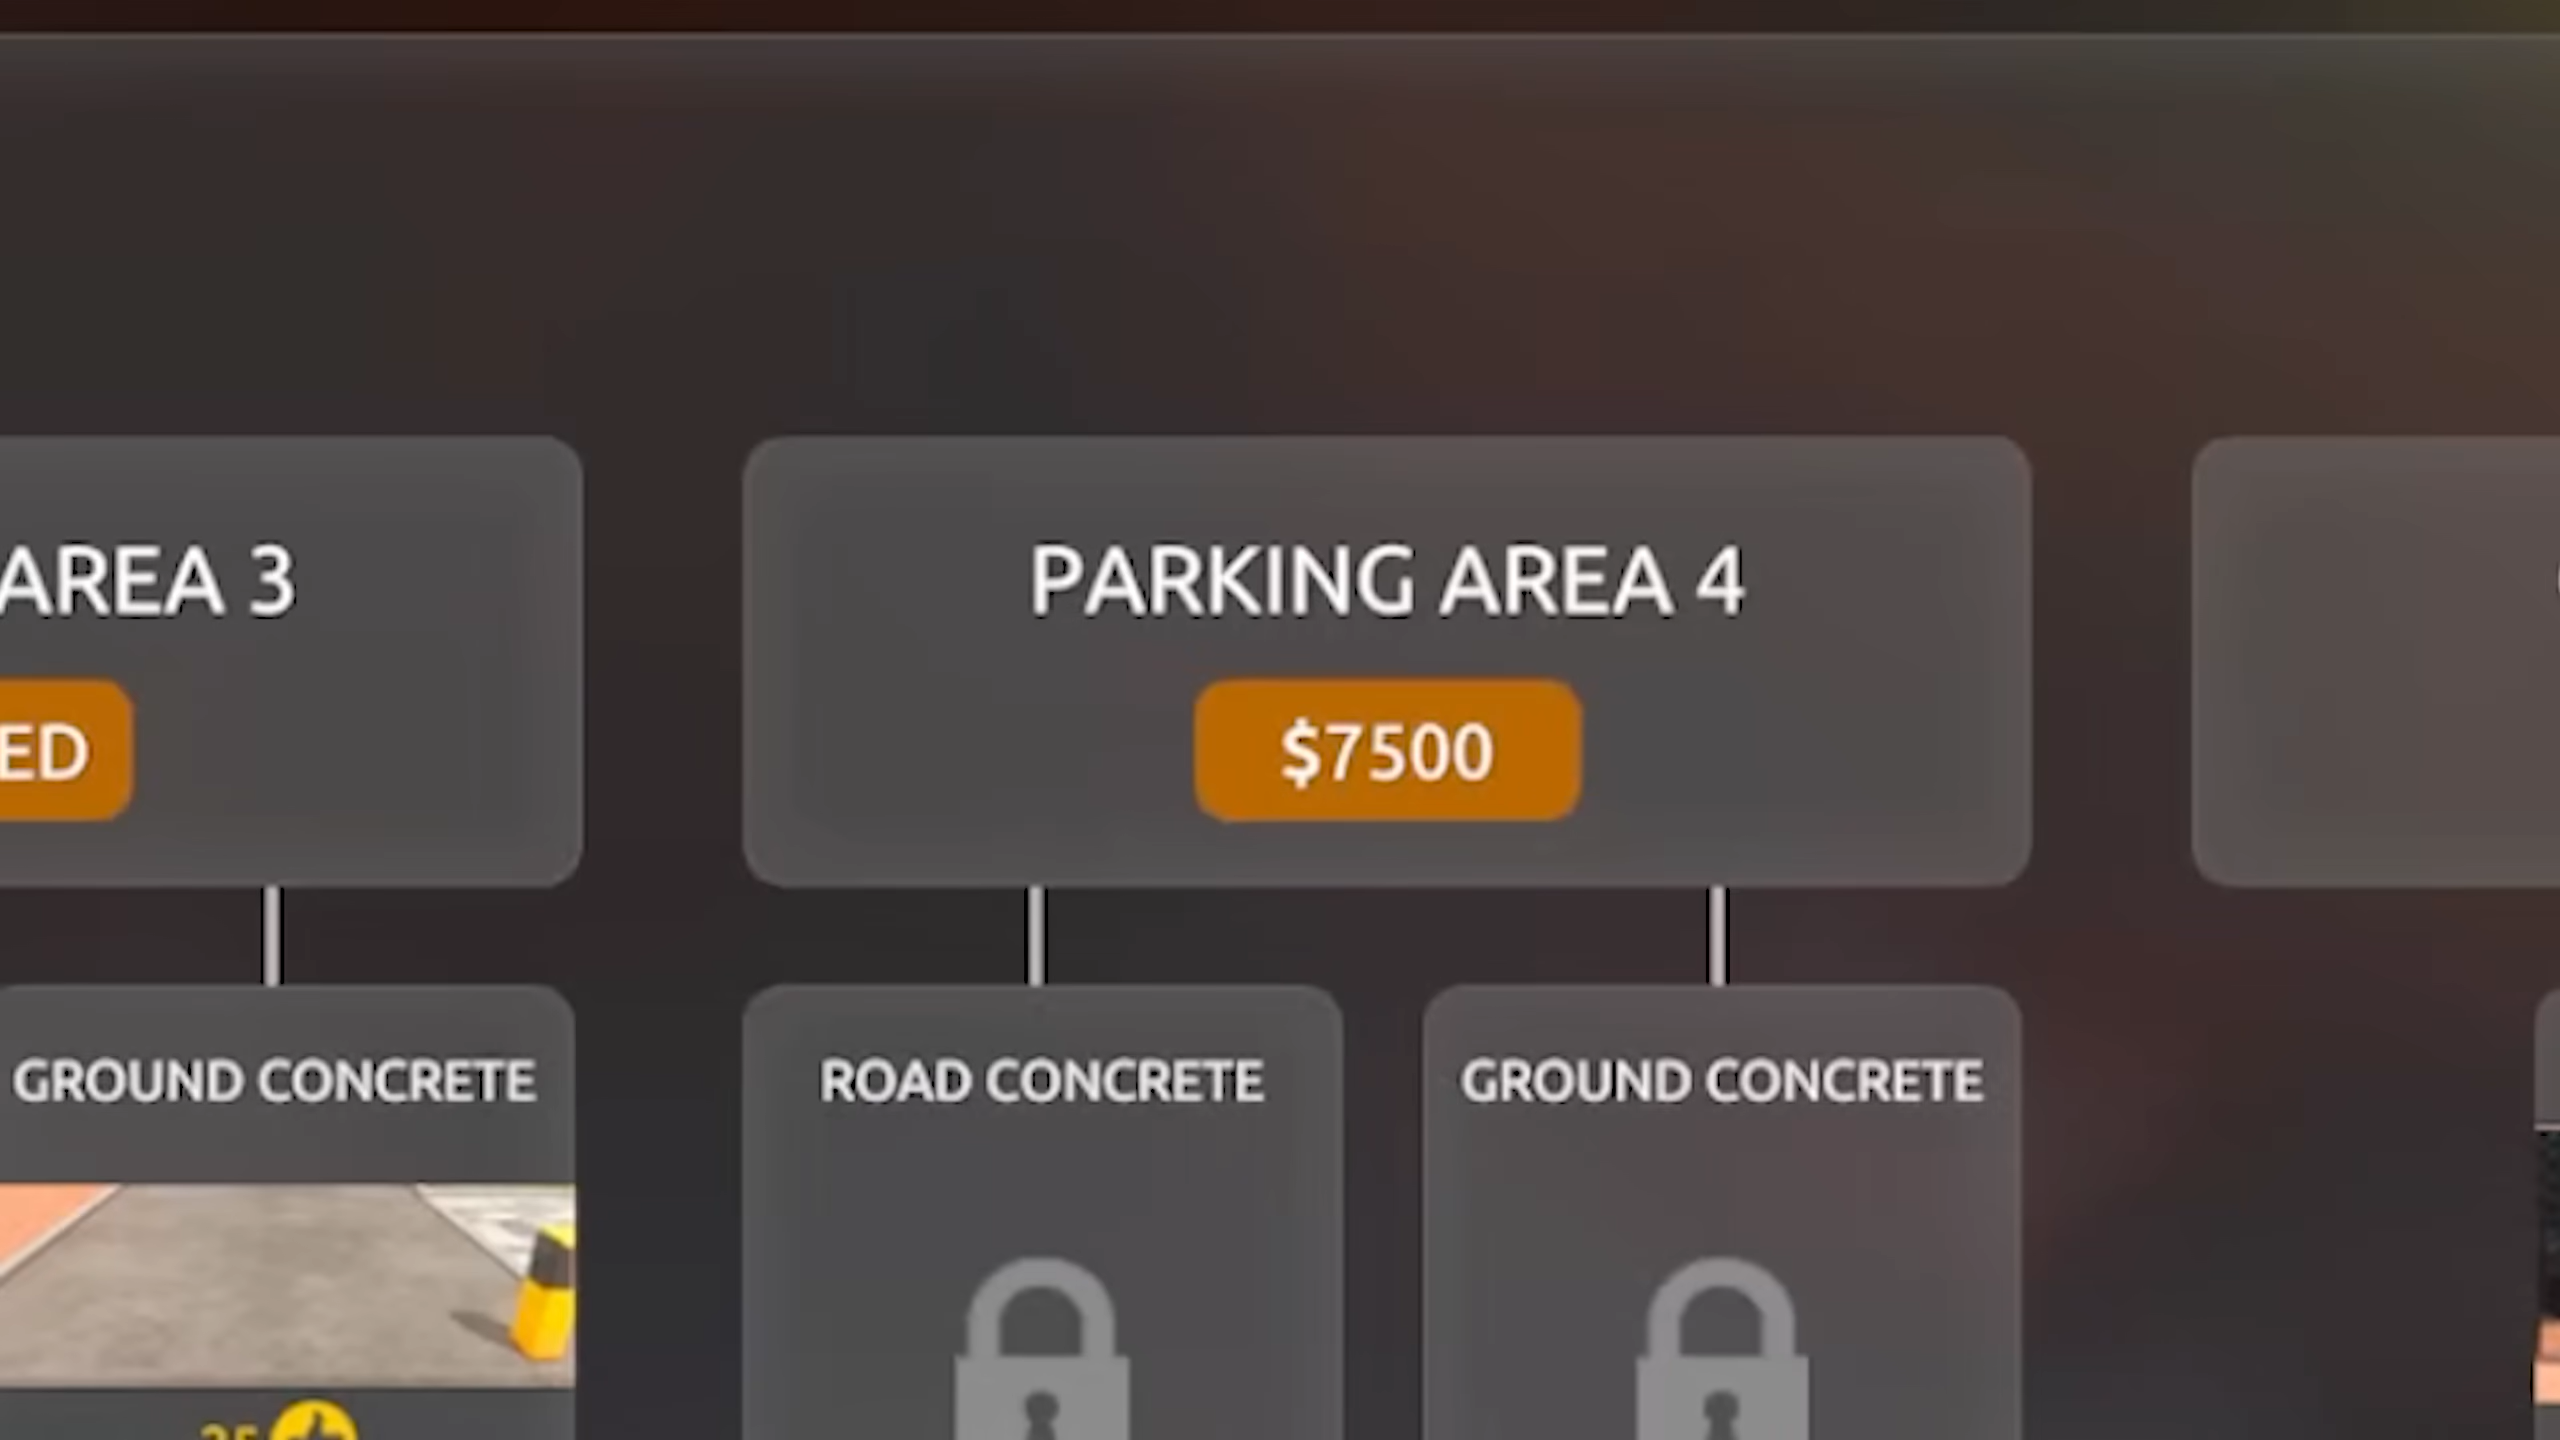 AREA 3
PARKING AREA 4
ED
$7500
GROUND CONCRETE
ROAD CONCRETE
GROUND CONCRETE